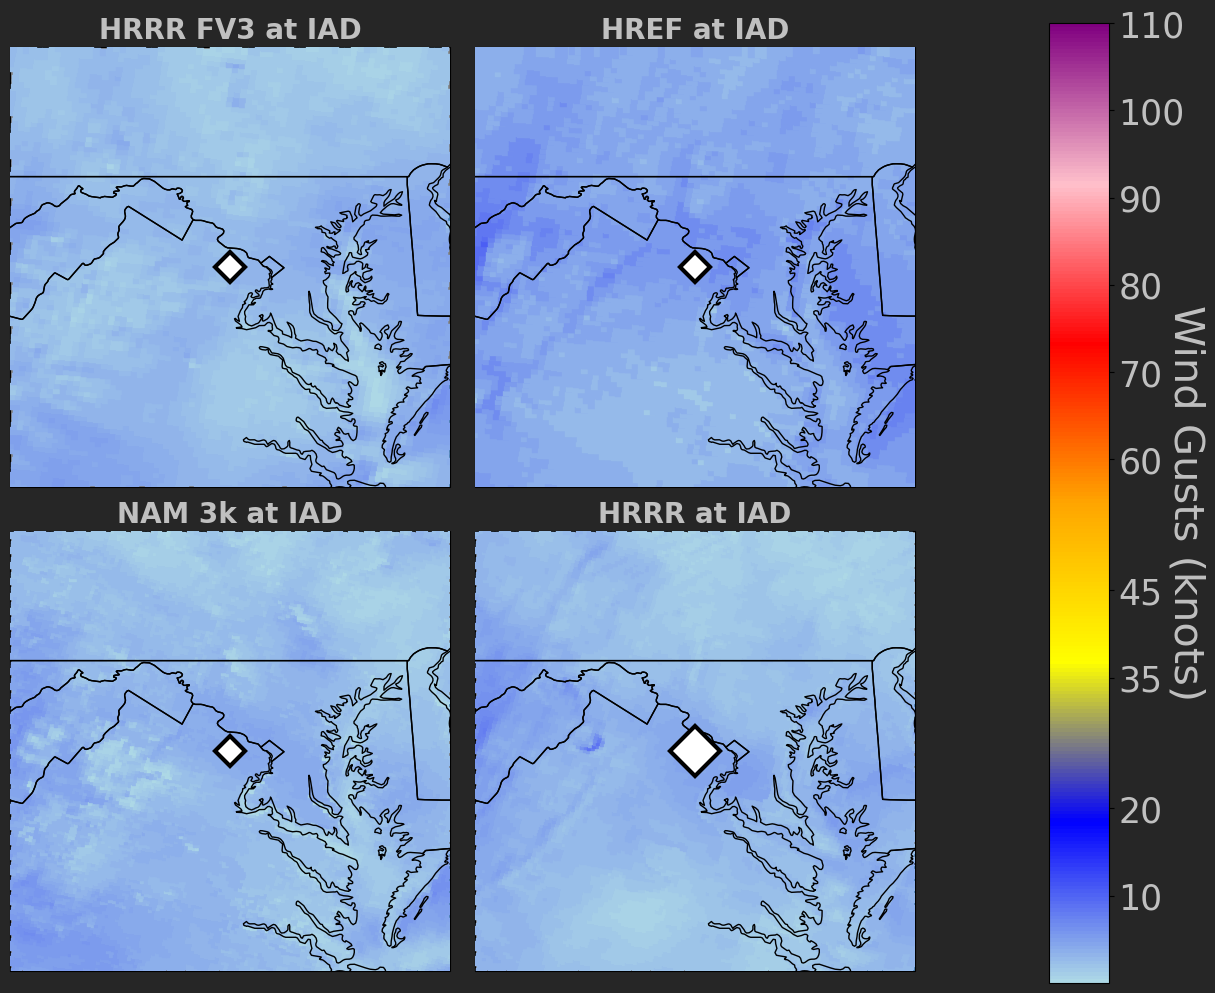 HRRR FV3 at IAD
HREF at IAD
NAM 3k at IAD
HRRR at IAD
110
100
90
80
70
60
45
35
20
10
Wind Gusts (knots)